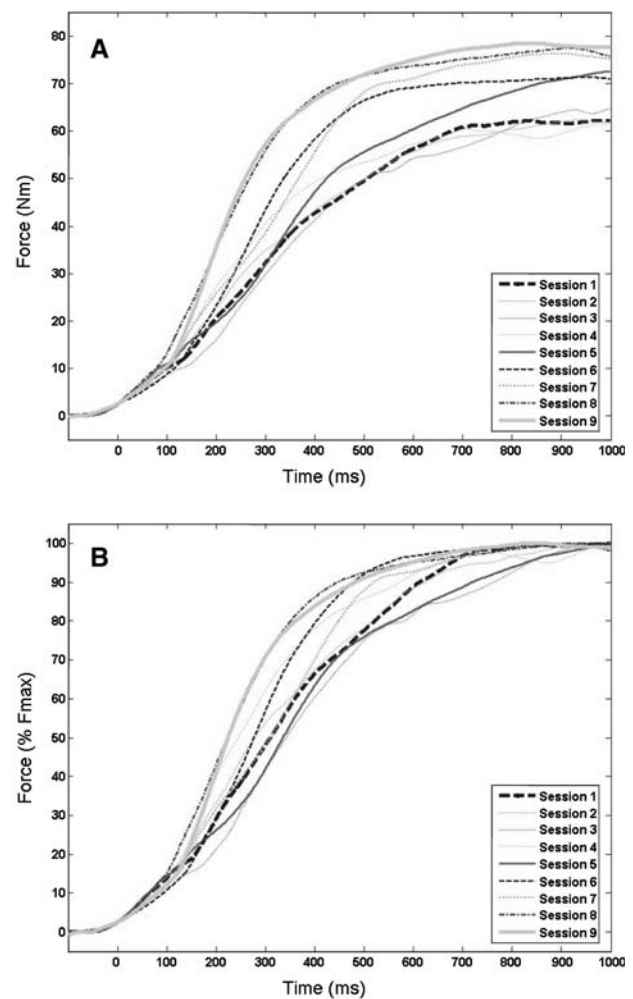 A
80
70
60
50
40
30
20
10
0
Force (Nm)
0 100 200 300 400 500 600 700 800 900 1000
Time (ms)
Session 1
Session 2
Session 3
Session 4
Session 5
Session 6
Session 7
Session 8
Session 9
B
100
90
80
70
60
50
40
30
20
10
0
Force (% Fmax)
0 100 200 300 400 500 600 700 800 900 1000
Time (ms)
Session 1
Session 2
Session 3
Session 4
Session 5
Session 6
Session 7
Session 8
Session 9